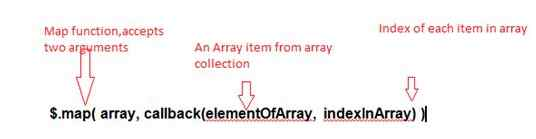 Map function,accepts
two arguments
An Array item from array
collection
Index of each item in array
$.map( array, callback(elementOfArray, indexInArray) )